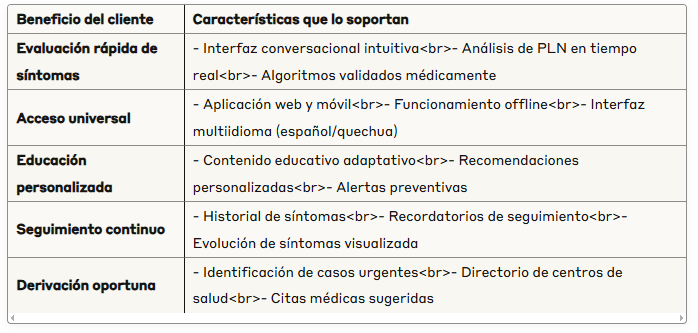 Beneficio del cliente Características que lo soportan
Evaluación rápida de - Interfaz conversacional intuitiva<br>- Análisis de PLN en tiempo
síntomas real<br>- Algoritmos validados médicamente
Acceso universal - Aplicación web y móvil<br>- Funcionamiento offline<br>- Interfaz
multiidioma (español/quechua)
Educación - Contenido educativo adaptativo<br>- Recomendaciones
personalizada personalizadas<br>- Alertas preventivas
Seguimiento continuo - Historial de síntomas<br>- Recordatorios de seguimiento<br>-
Evolución de síntomas visualizada
Derivación oportuna - Identificación de casos urgentes<br>- Directorio de centros de
salud<br>- Citas médicas sugeridas